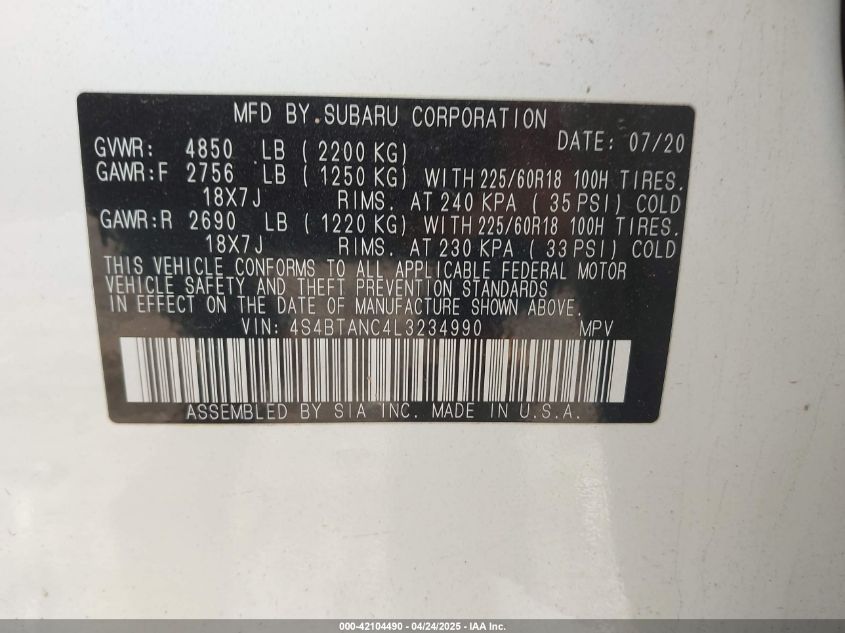 MFD BY.SUBARU CORPORATION
DATE: 07/20
GVWR: 4850 LB ( 2200 KG)
GAWR:F 2756 LB ( 1250 KG) WITH 225/60R18 100H TIRES.
18X7J RIMS. AT 240 KPA ( 35 PSI) COLD
GAWR:R 2690 LB ( 1220 KG) WITH 225/60R18 100H TIRES.
18X7J RIMS. AT 230 KPA ( 33 PSI) COLD
THIS VEHICLE CONFORMS TO ALL APPLICABLE FEDERAL MOTOR
VEHICLE SAFETY AND THEFT PREVENTION STANDARDS
IN EFFECT ON THE DATE OF MANUFACTURE SHOWN ABOVE.
VIN: 4S4BTANC4L3234990 MPV
ASSEMBLED BY SIA INC. MADE IN U.S.A.
000-42104490 - 04/24/2025 - IAA Inc.